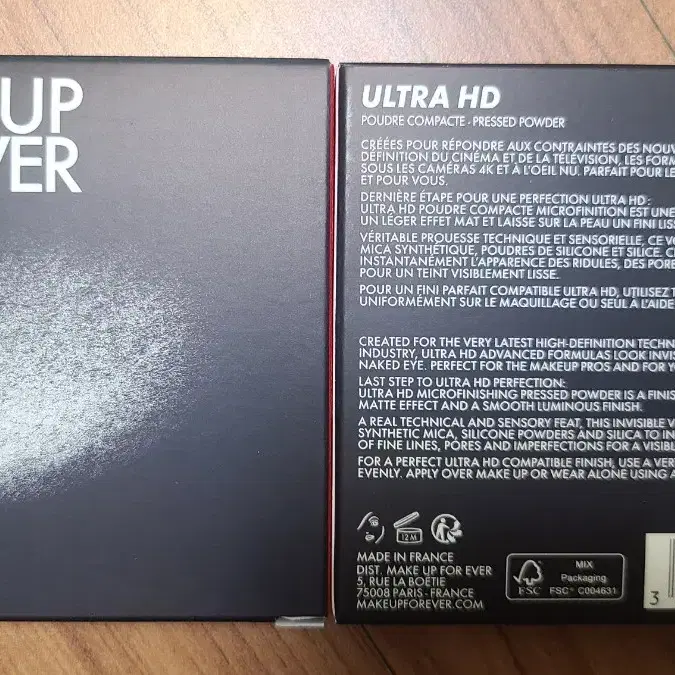 UP
VER
ULTRA HD
POUDRE COMPACTE - PRESSED POWDER
CRÉÉES POUR RÉPONDRE AUX CONTRAINTES DES NOUV
DÉFINITION DU CINÉMA ET DE LA TÉLÉVISION, LES FORM
SOUS LES CAMÉRAS 4K ET À L'OEIL NU. PARFAIT POUR LE
ET POUR VOUS.
DERNIÈRE ÉTAPE POUR UNE PERFECTION ULTRA HD :
ULTRA HD POUDRE COMPACTE MICROFINITION EST UNE
UN LÉGER EFFET MAT ET LAISSE SUR LA PEAU UN FINI LISS
VÉRITABLE PROUESSE TECHNIQUE ET SENSORIELLE, CE VO
MICA SYNTHÉTIQUE, POUDRES DE SILICONE ET SILICE. CE
INSTANTANÉMENT L'APPARENCE DES RIDULES, DES PORE
POUR UN TEINT VISIBLEMENT LISSE.
POUR UN FINI PARFAIT COMPATIBLE ULTRA HD, UTILISEZ T
UNIFORMÉMENT SUR LE MAQUILLAGE OU SEUL À L'AIDE
CREATED FOR THE VERY LATEST HIGH-DEFINITION TECHN
INDUSTRY, ULTRA HD ADVANCED FORMULAS LOOK INVIS
NAKED EYE. PERFECT FOR THE MAKEUP PROS AND FOR Y
LAST STEP TO ULTRA HD PERFECTION:
ULTRA HD MICROFINISHING PRESSED POWDER IS A FINIS
MATTE EFFECT AND A SMOOTH LUMINOUS FINISH.
A REAL TECHNICAL AND SENSORY FEAT, THIS INVISIBLE V
SYNTHETIC MICA, SILICONE POWDERS AND SILICA TO IN
OF FINE LINES, PORES AND IMPERFECTIONS FOR A VISIBL
FOR A PERFECT ULTRA HD COMPATIBLE FINISH, USE A VER
EVENLY. APPLY OVER MAKE UP OR WEAR ALONE USING A
12 M
MADE IN FRANCE
DIST. MAKE UP FOR EVER
5, RUE LA BOÉTIE
75008 PARIS - FRANCE
MAKEUPFOREVER.COM
FSC
MIX
Packaging
FSC® C004631
3